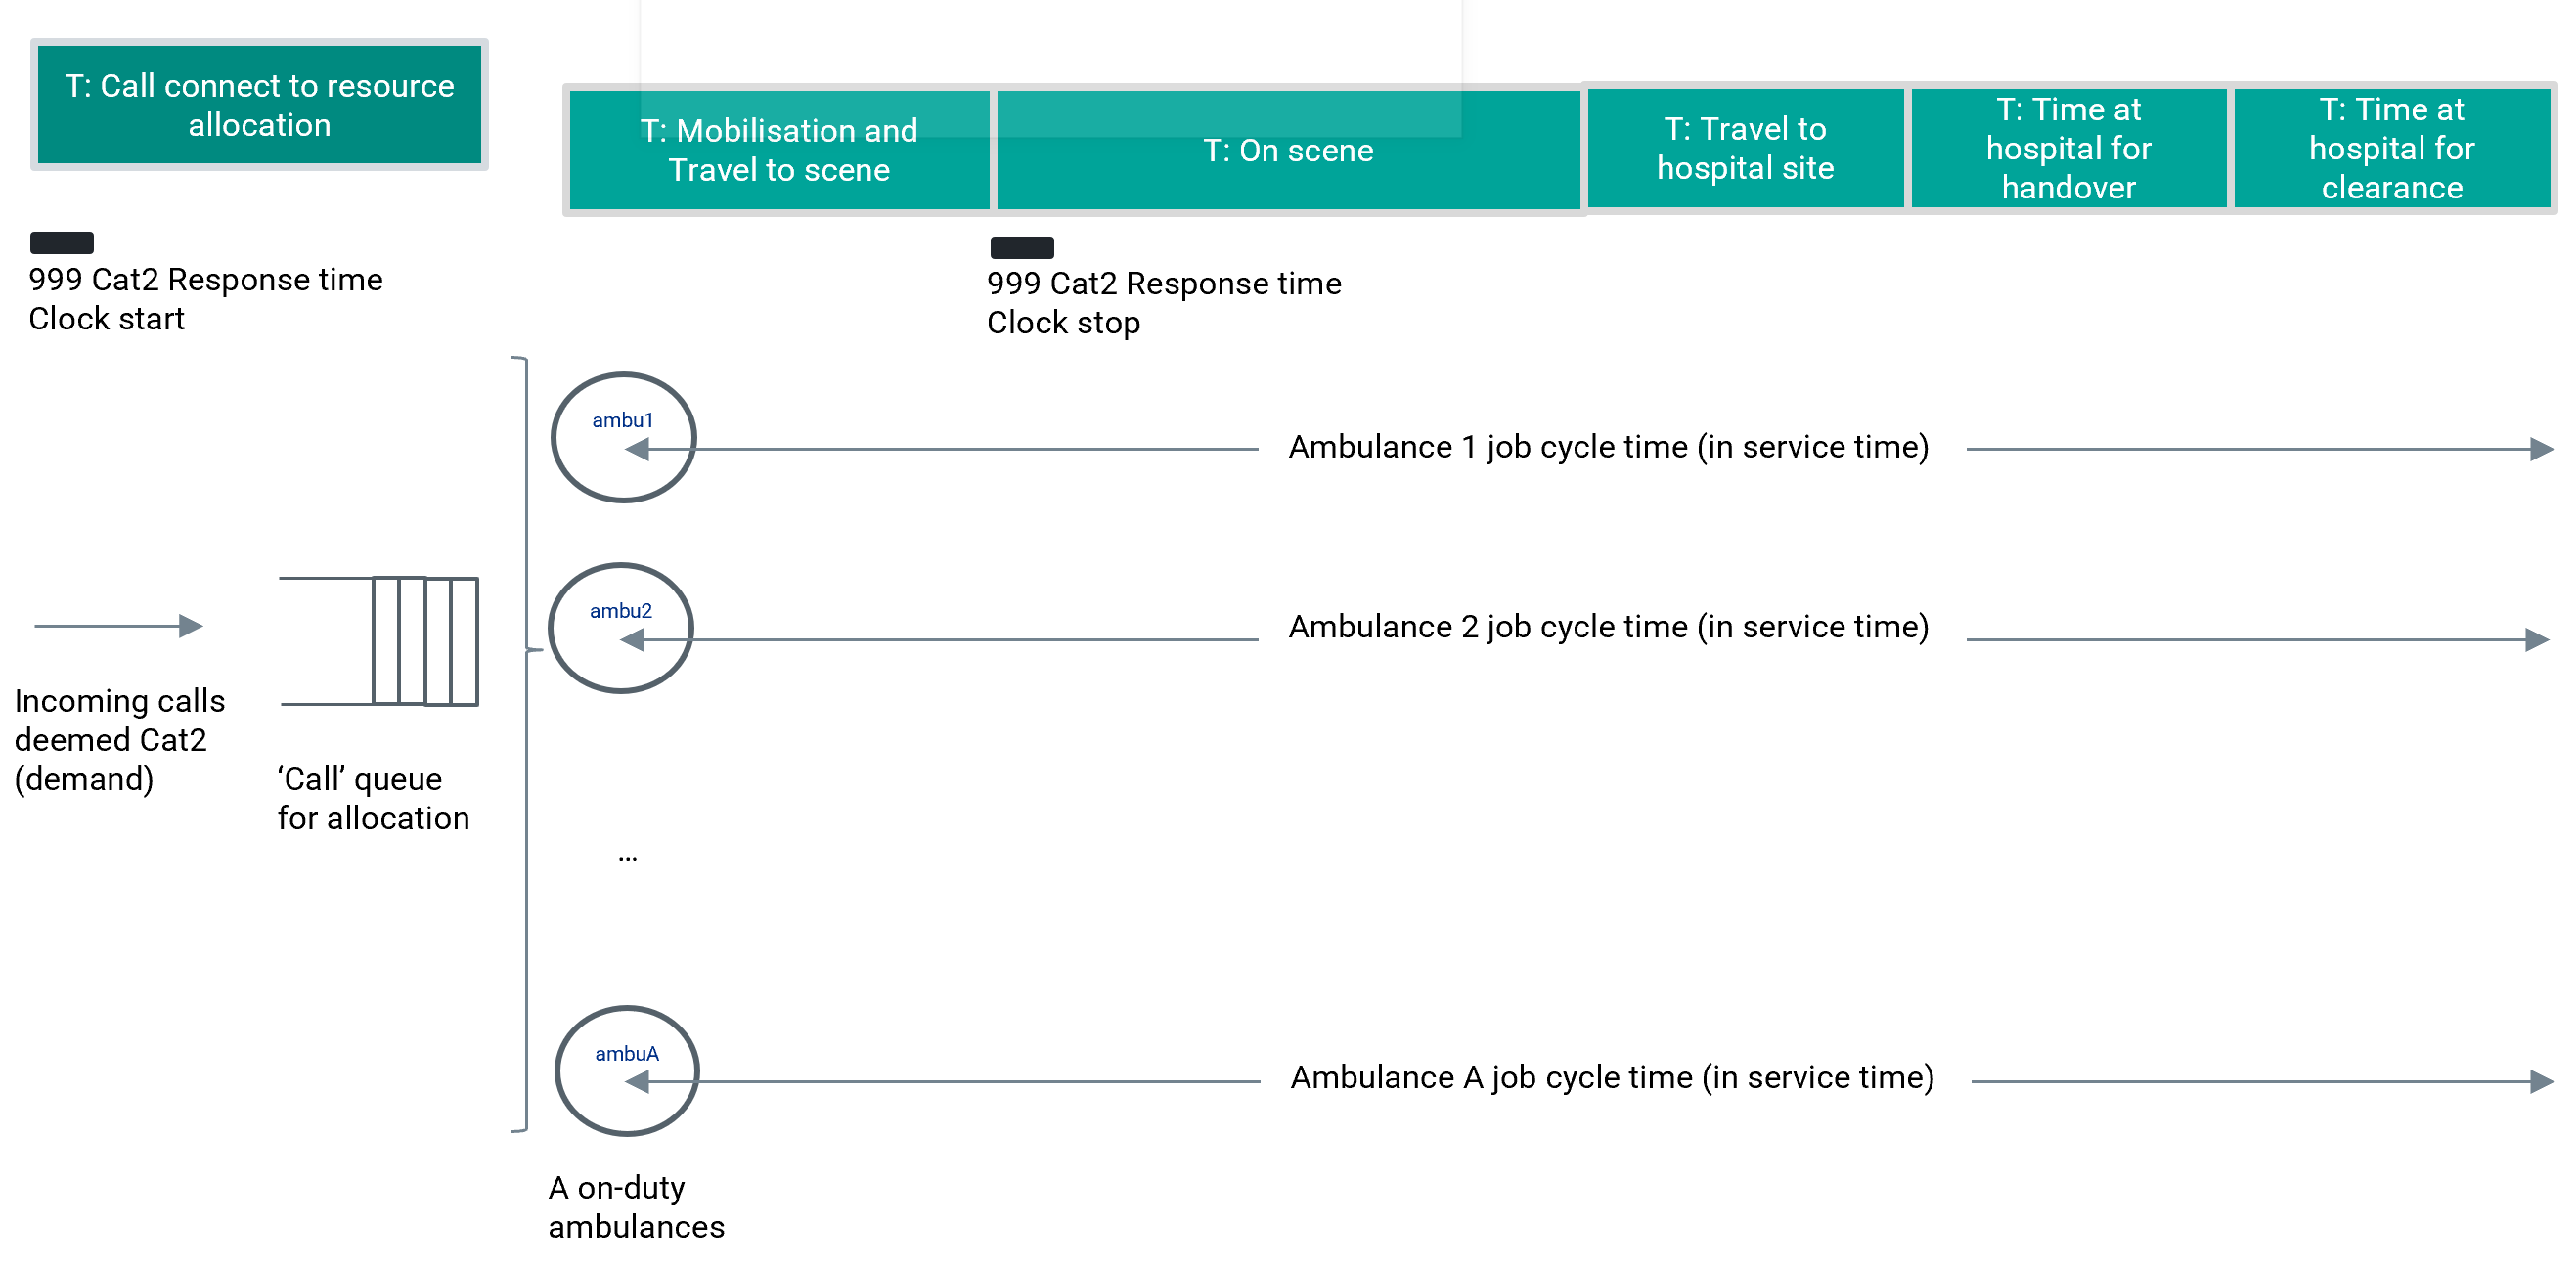 T: Call connect to resource
allocation
T: Mobilisation and
Travel to scene
T: On scene
T: Travel to
hospital site
T: Time at
hospital for
handover
T: Time at
hospital for
clearance
999 Cat2 Response time
Clock start
999 Cat2 Response time
Clock stop
ambu1
Ambulance 1 job cycle time (in service time)
ambu2
Ambulance 2 job cycle time (in service time)
Incoming calls
deemed Cat2
(demand)
‘Call’ queue
for allocation
...
ambuA
Ambulance A job cycle time (in service time)
A on-duty
ambulances